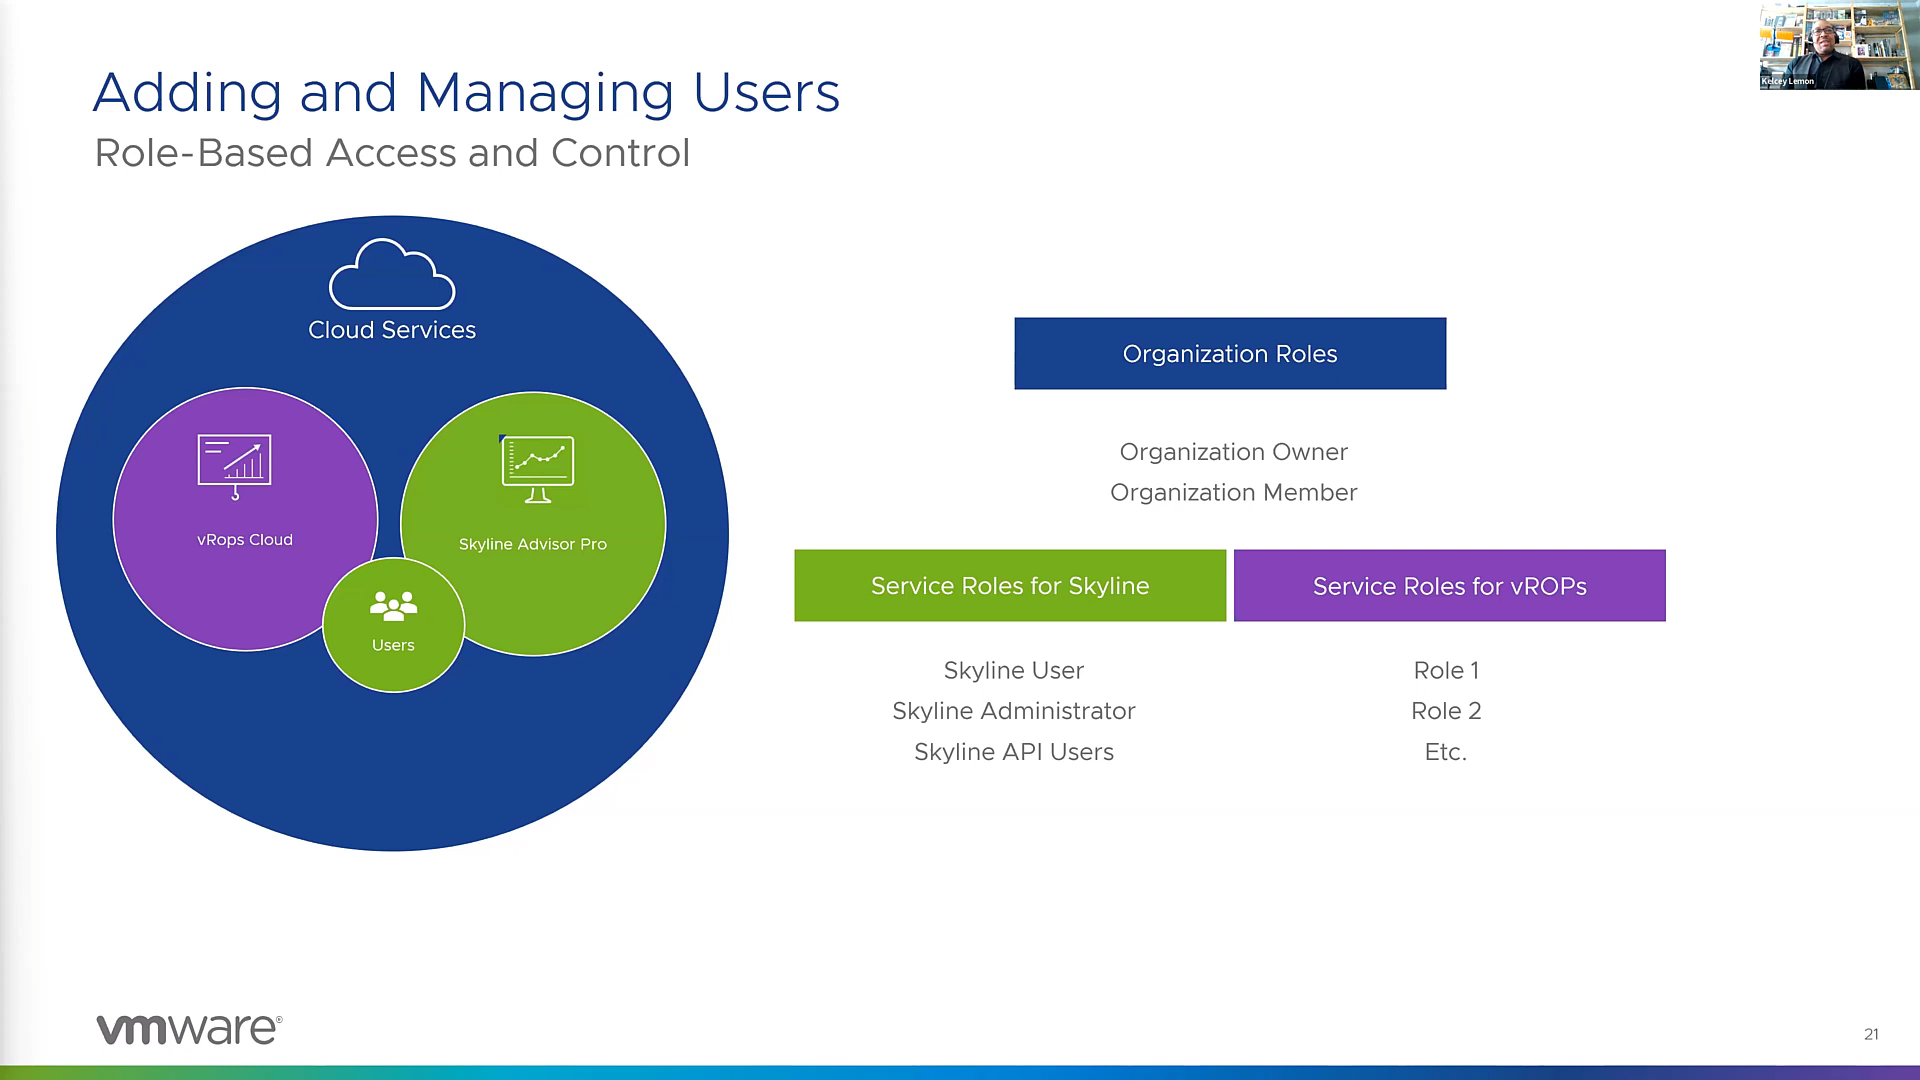 Adding and Managing Users
Role-Based Access and Control
Kelcey Lemon
Cloud Services
vRops Cloud
Skyline Advisor Pro
Users
Organization Roles
Organization Owner
Organization Member
Service Roles for Skyline
Skyline User
Skyline Administrator
Skyline API Users
Service Roles for vROPs
Role 1
Role 2
Etc.
vmware®
21